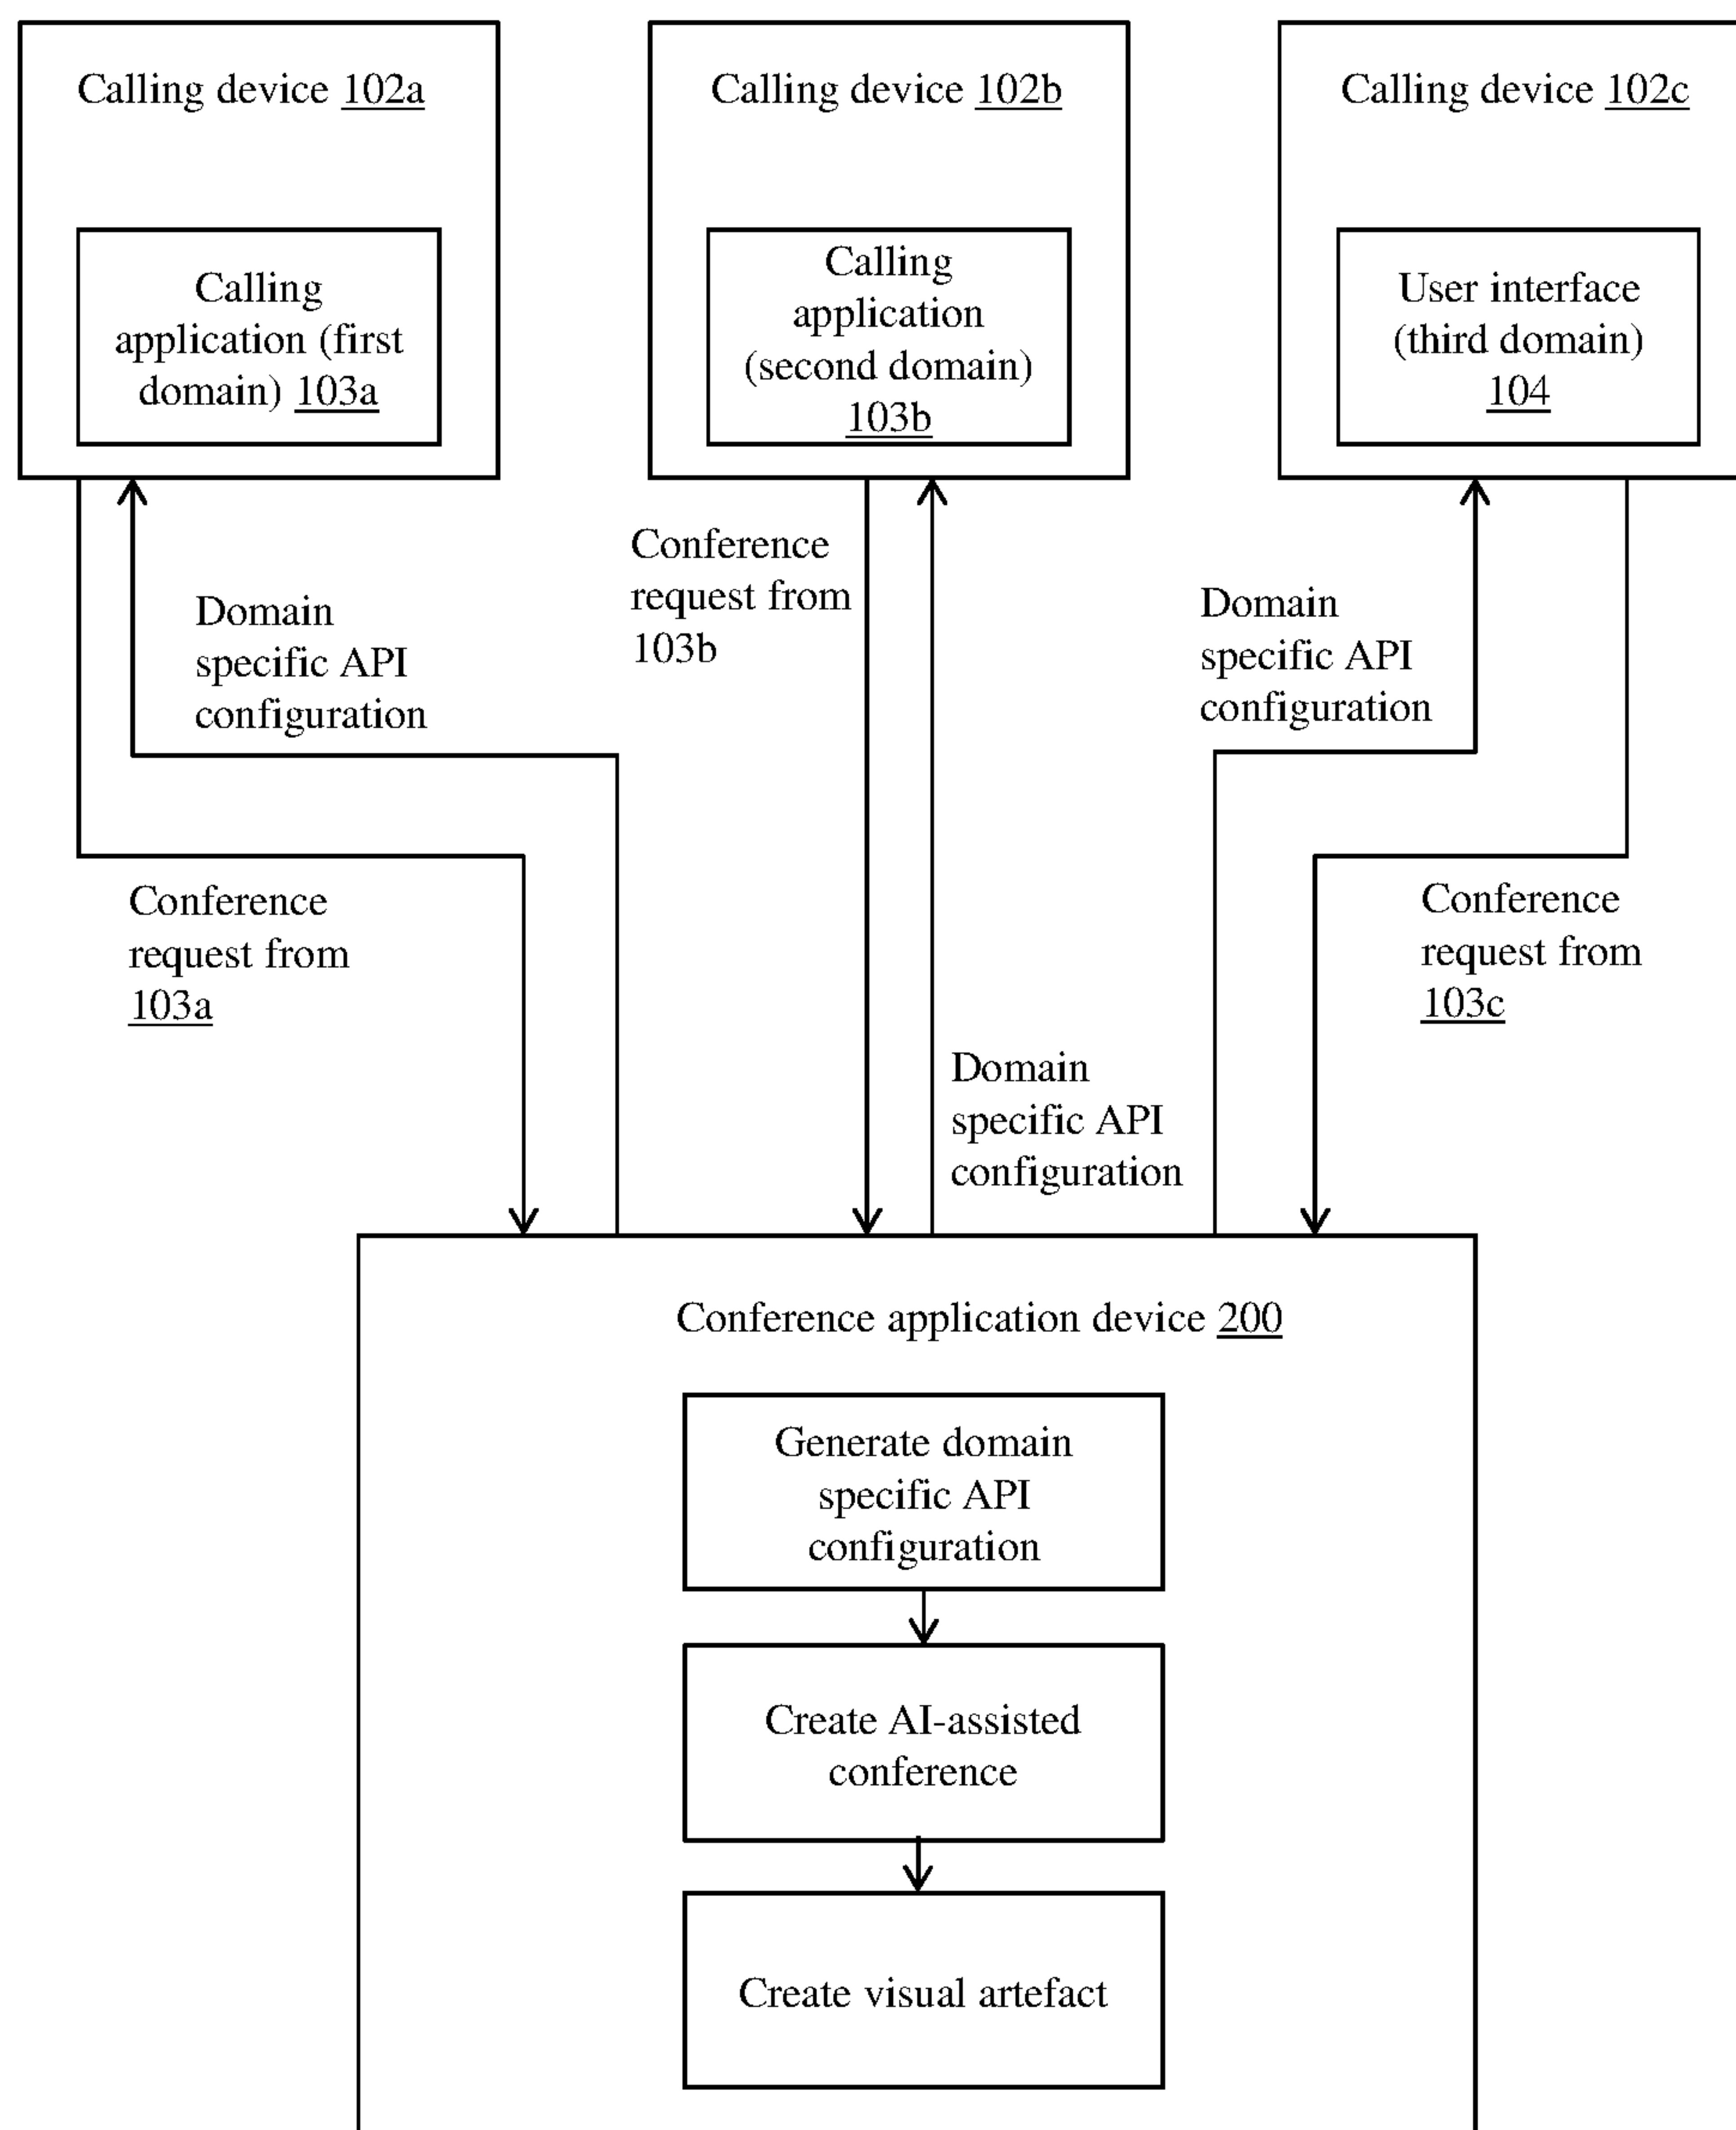 Calling device 102a
Calling
application (first
domain) 103a
Calling device 102b
Calling
application
(second domain)
103b
Calling device 102c
User interface
(third domain)
104
Domain
specific API
configuration
Conference
request from
103b
Domain
specific API
configuration
Conference
request from
103a
Conference
request from
103c
Domain
specific API
configuration
Conference application device 200
Generate domain
specific API
configuration
Create AI-assisted
conference
Create visual artefact